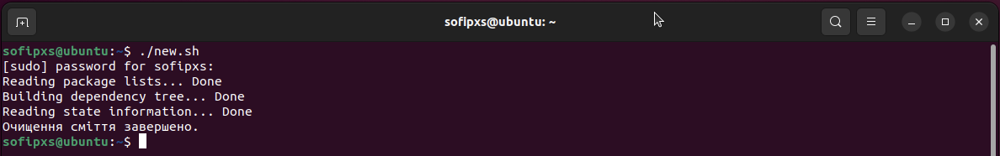 sofipxs@ubuntu: ~
sofipxs@ubuntu:~$ ./new.sh
[sudo] password for sofipxs:
Reading package lists... Done
Building dependency tree... Done
Reading state information... Done
Очищення сміття завершено.
sofipxs@ubuntu:~$